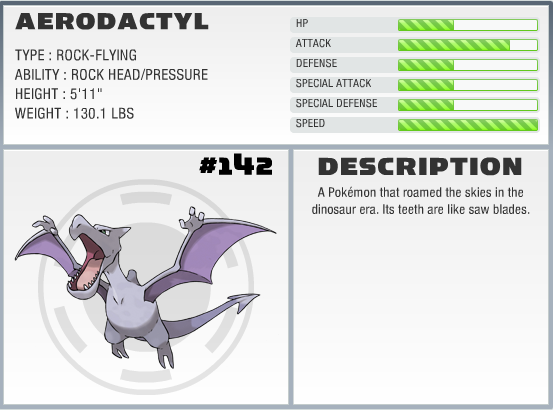 AERODACTYL
TYPE : ROCK-FLYING
ABILITY : ROCK HEAD/PRESSURE
HEIGHT : 5'11"
WEIGHT : 130.1 LBS
HP
ATTACK
DEFENSE
SPECIAL ATTACK
SPECIAL DEFENSE
SPEED
#142
DESCRIPTION
A Pokémon that roamed the skies in the
dinosaur era. Its teeth are like saw blades.